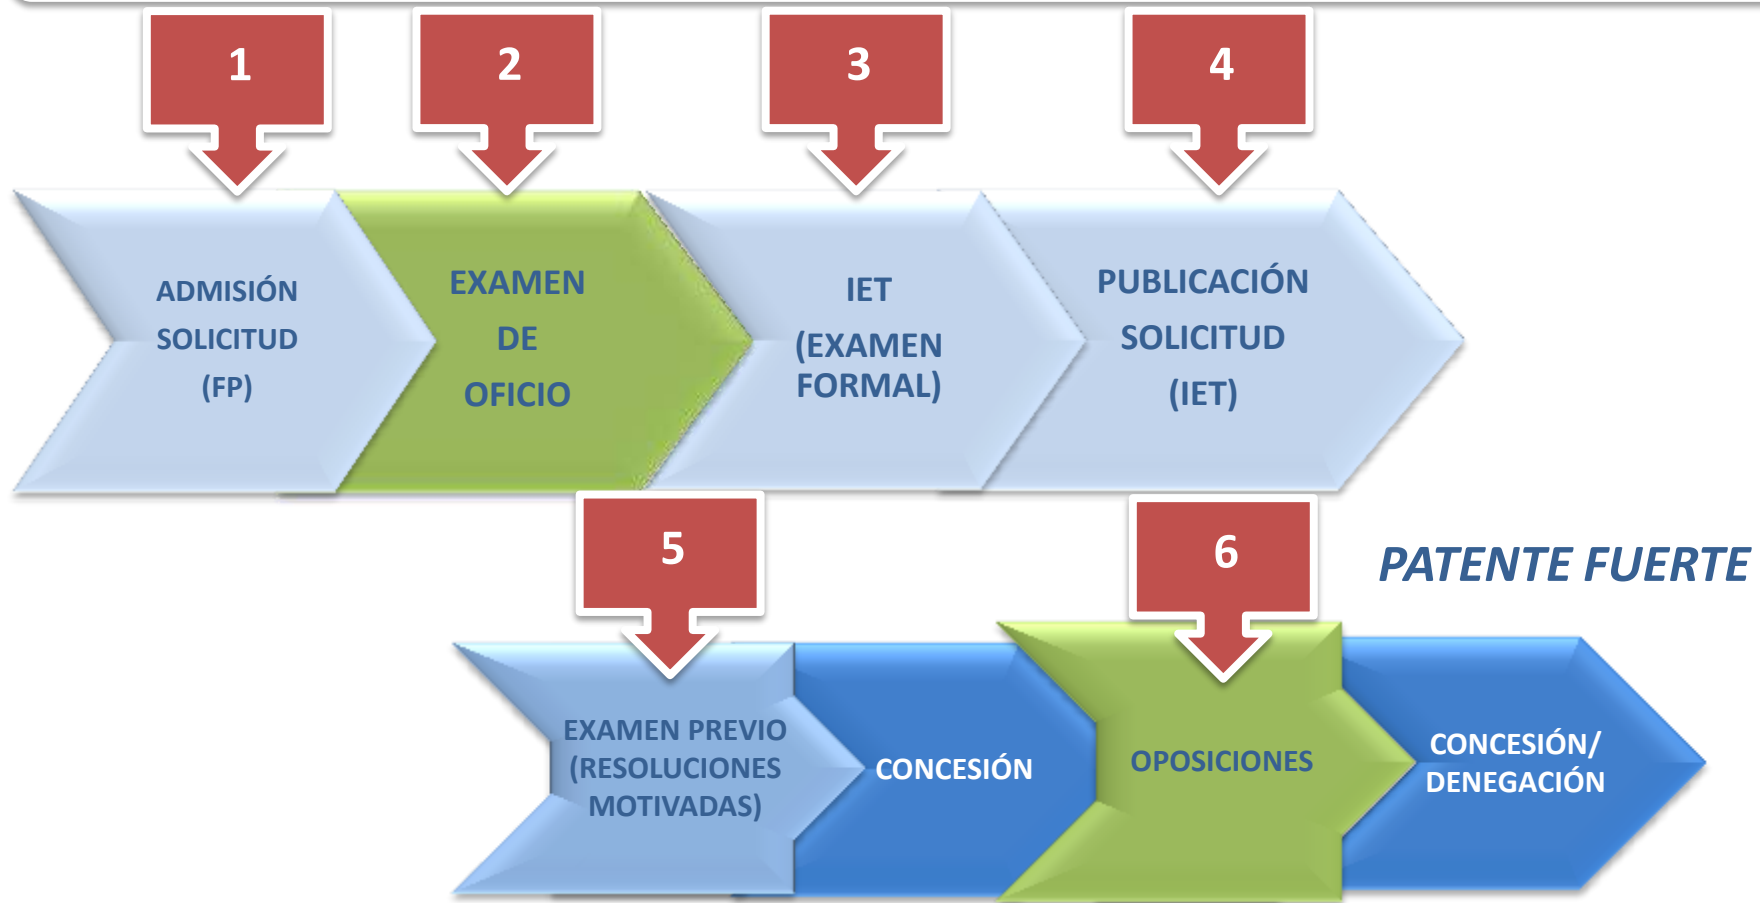 1
2
3
4
ADMISIÓN
SOLICITUD
(FP)
EXAMEN
DE
OFICIO
IET
(EXAMEN
FORMAL)
PUBLICACIÓN
SOLICITUD
(IET)
5
6
PATENTE FUERTE
EXAMEN PREVIO
(RESOLUCIONES
MOTIVADAS)
CONCESIÓN
OPOSICIONES
CONCESIÓN/
DENEGACIÓN